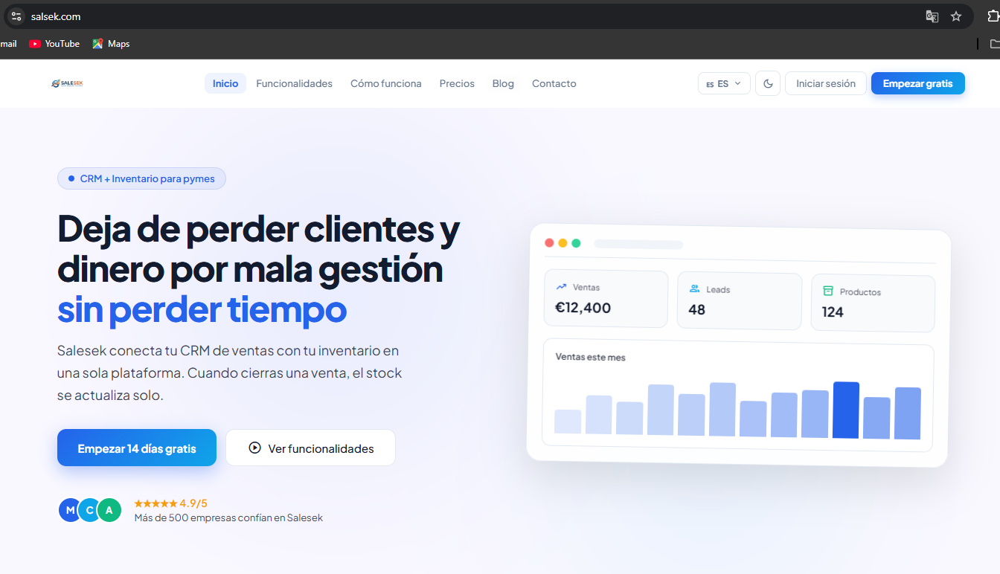 salsek.com
mail
YouTube
Maps
SALESEK
Inicio
Funcionalidades
Cómo funciona
Precios
Blog
Contacto
ES ES
Iniciar sesión
Empezar gratis
CRM + Inventario para pymes
Deja de perder clientes y
dinero por mala gestión
sin perder tiempo
Salesek conecta tu CRM de ventas con tu inventario en
una sola plataforma. Cuando cierras una venta, el stock
se actualiza solo.
Empezar 14 días gratis
Ver funcionalidades
M C A
★★★★★ 4.9/5
Más de 500 empresas confían en Salesek
Ventas
€12,400
Leads
48
Productos
124
Ventas este mes